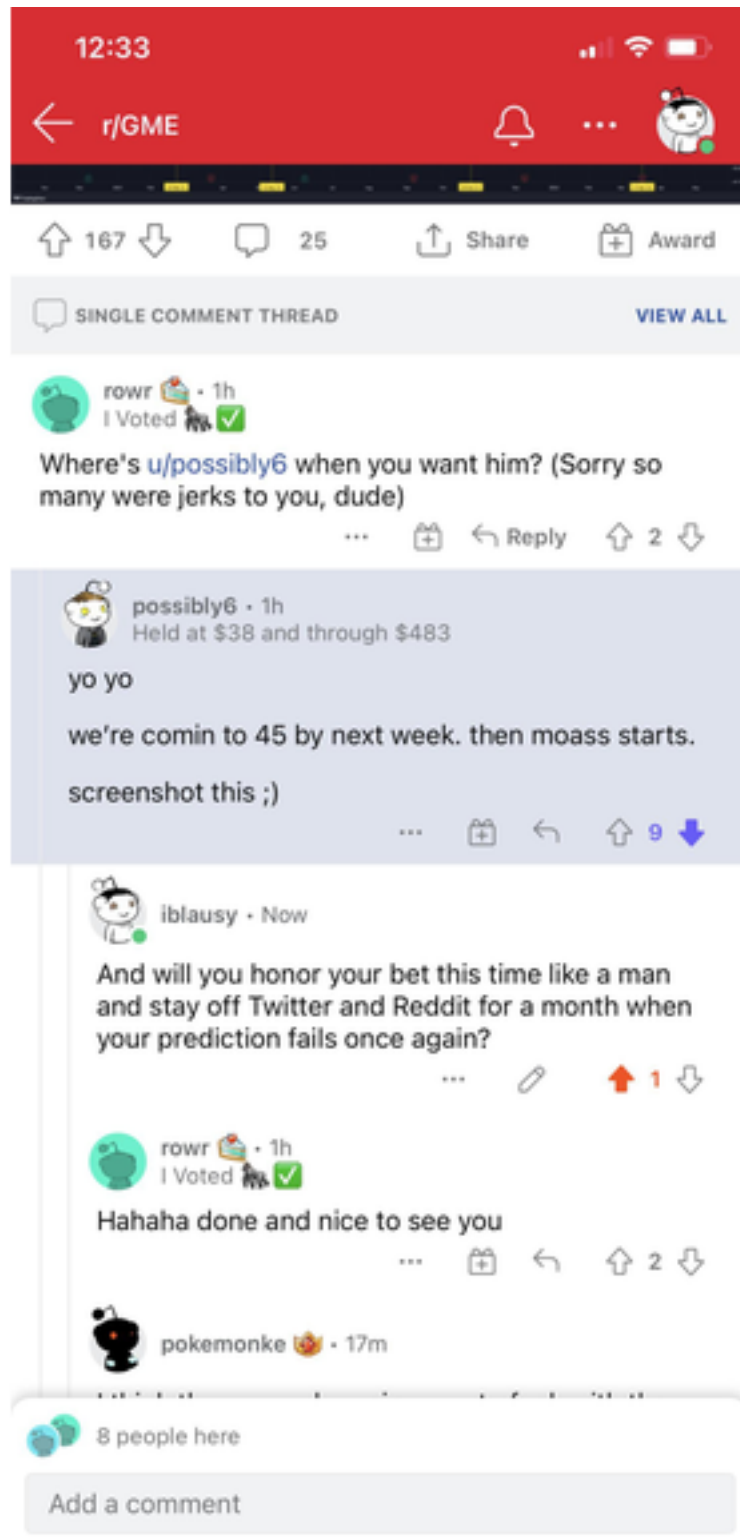 12:33
r/GME
167
25
Share
Award
SINGLE COMMENT THREAD
VIEW ALL
rowr 🍰 • 1h
I Voted 🦍✅
Where's u/possibly6 when you want him? (Sorry so
many were jerks to you, dude)
Reply
2
possibly6 • 1h
Held at $38 and through $483
yo yo
we're comin to 45 by next week. then moass starts.
screenshot this ;)
9
iblausy • Now
And will you honor your bet this time like a man
and stay off Twitter and Reddit for a month when
your prediction fails once again?
1
rowr 🍰 • 1h
I Voted 🦍✅
Hahaha done and nice to see you
2
pokemonke • 17m
8 people here
Add a comment